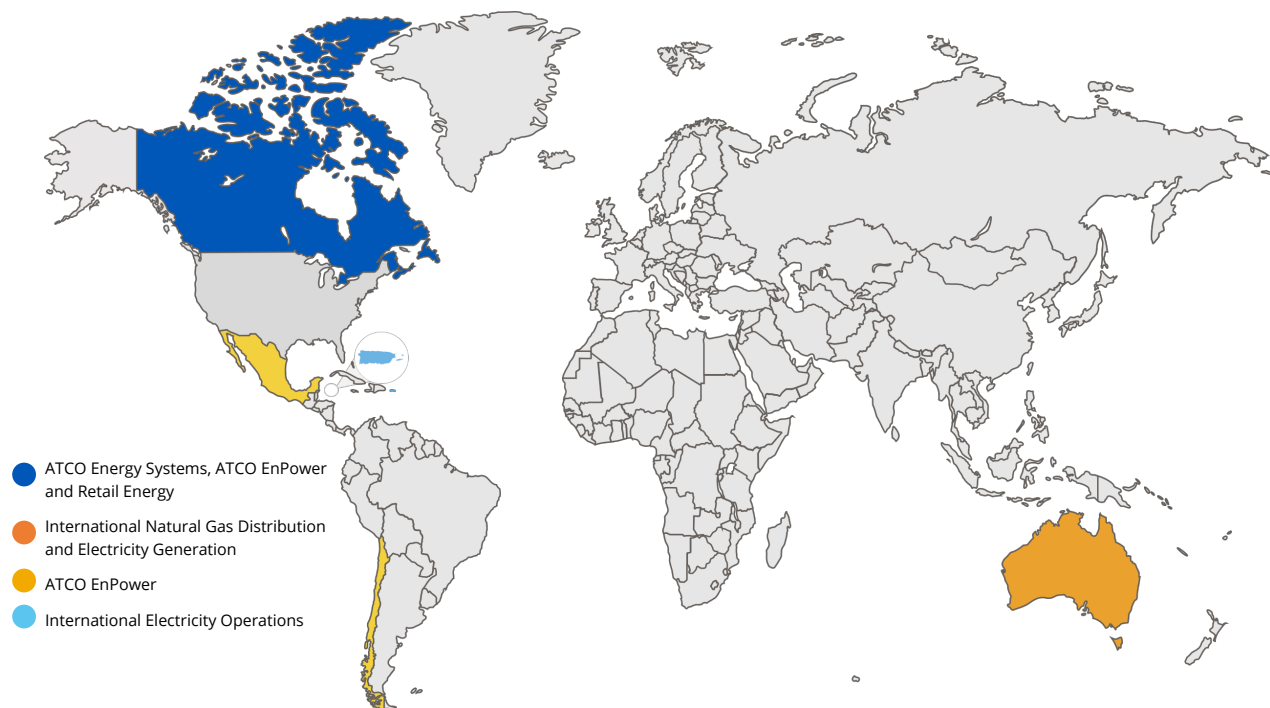 ATCO Energy Systems, ATCO EnPower
and Retail Energy
International Natural Gas Distribution
and Electricity Generation
ATCO EnPower
International Electricity Operations